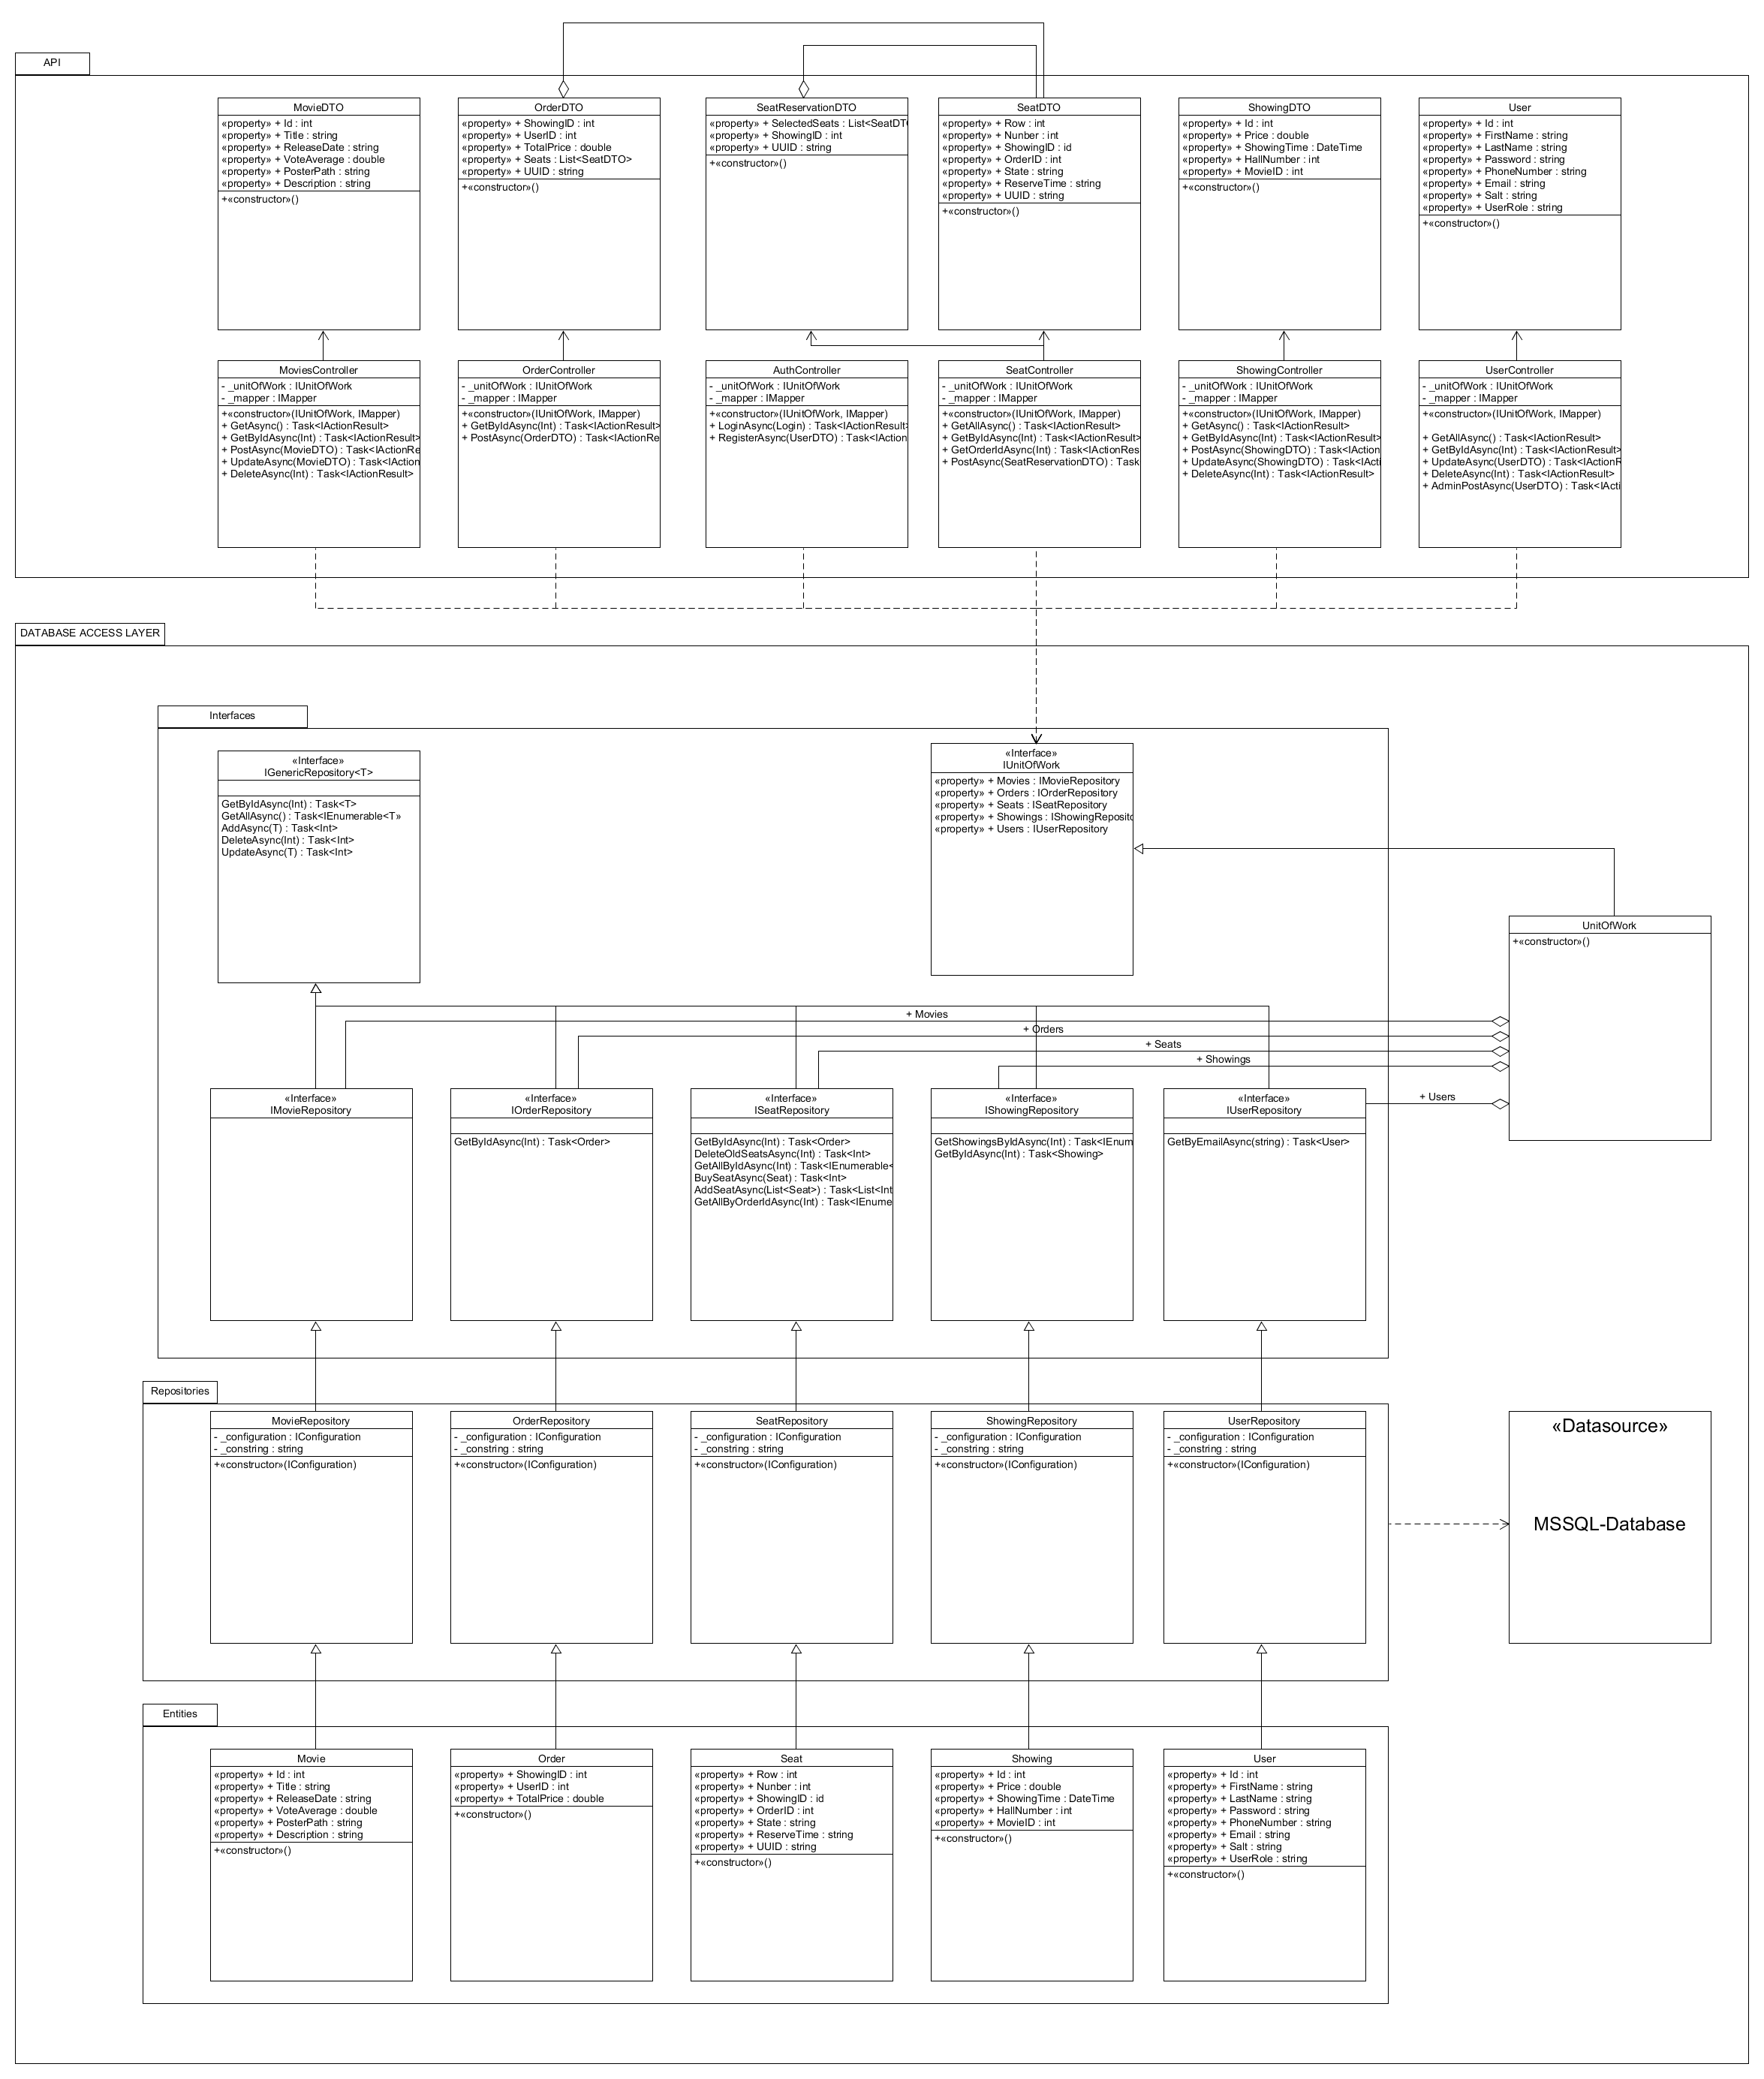 API
MovieDTO
«property» + Id : int
«property» + Title : string
«property» + ReleaseDate : string
«property» + VoteAverage : double
«property» + PosterPath : string
«property» + Description : string
+«constructor»()
OrderDTO
«property» + ShowingID : int
«property» + UserID : int
«property» + TotalPrice : double
«property» + Seats : List<SeatDTO>
«property» + UUID : string
+«constructor»()
SeatReservationDTO
«property» + SelectedSeats : List<SeatDT
«property» + ShowingID : int
«property» + UUID : string
+«constructor»()
SeatDTO
«property» + Row : int
«property» + Nunber : int
«property» + ShowingID : id
«property» + OrderID : int
«property» + State : string
«property» + ReserveTime : string
«property» + UUID : string
+«constructor»()
ShowingDTO
«property» + Id : int
«property» + Price : double
«property» + ShowingTime : DateTime
«property» + HallNumber : int
«property» + MovieID : int
+«constructor»()
User
«property» + Id : int
«property» + FirstName : string
«property» + LastName : string
«property» + Password : string
«property» + PhoneNumber : string
«property» + Email : string
«property» + Salt : string
«property» + UserRole : string
+«constructor»()
MoviesController
- _unitOfWork : IUnitOfWork
- _mapper : IMapper
+«constructor»(IUnitOfWork, IMapper)
+ GetAsync() : Task<IActionResult>
+ GetByIdAsync(Int) : Task<IActionResult>
+ PostAsync(MovieDTO) : Task<IActionRe
+ UpdateAsync(MovieDTO) : Task<IAction
+ DeleteAsync(Int) : Task<IActionResult>
OrderController
- _unitOfWork : IUnitOfWork
- _mapper : IMapper
+«constructor»(IUnitOfWork, IMapper)
+ GetByIdAsync(Int) : Task<IActionResult>
+ PostAsync(OrderDTO) : Task<IActionRe
AuthController
- _unitOfWork : IUnitOfWork
- _mapper : IMapper
+«constructor»(IUnitOfWork, IMapper)
+ LoginAsync(Login) : Task<IActionResult>
+ RegisterAsync(UserDTO) : Task<IAction
SeatController
- _unitOfWork : IUnitOfWork
- _mapper : IMapper
+«constructor»(IUnitOfWork, IMapper)
+ GetAllAsync() : Task<IActionResult>
+ GetByIdAsync(Int) : Task<IActionResult>
+ GetOrderIdAsync(Int) : Task<IActionRes
+ PostAsync(SeatReservationDTO) : Task
ShowingController
- _unitOfWork : IUnitOfWork
- _mapper : IMapper
+«constructor»(IUnitOfWork, IMapper)
+ GetAsync() : Task<IActionResult>
+ GetByIdAsync(Int) : Task<IActionResult>
+ PostAsync(ShowingDTO) : Task<IAction
+ UpdateAsync(ShowingDTO) : Task<IActi
+ DeleteAsync(Int) : Task<IActionResult>
UserController
- _unitOfWork : IUnitOfWork
- _mapper : IMapper
+«constructor»(IUnitOfWork, IMapper)
+ GetAllAsync() : Task<IActionResult>
+ GetByIdAsync(Int) : Task<IActionResult>
+ UpdateAsync(UserDTO) : Task<IActionR
+ DeleteAsync(Int) : Task<IActionResult>
+ AdminPostAsync(UserDTO) : Task<IActi
DATABASE ACCESS LAYER
Interfaces
«Interface»
IGenericRepository<T>
GetByIdAsync(Int) : Task<T>
GetAllAsync() : Task<IEnumerable<T»
AddAsync(T) : Task<Int>
DeleteAsync(Int) : Task<Int>
UpdateAsync(T) : Task<Int>
«Interface»
IUnitOfWork
«property» + Movies : IMovieRepository
«property» + Orders : IOrderRepository
«property» + Seats : ISeatRepository
«property» + Showings : IShowingReposito
«property» + Users : IUserRepository
UnitOfWork
+«constructor»()
+ Movies
+ Orders
+ Seats
+ Showings
+ Users
«Interface»
IMovieRepository
«Interface»
IOrderRepository
GetByIdAsync(Int) : Task<Order>
«Interface»
ISeatRepository
GetByIdAsync(Int) : Task<Order>
DeleteOldSeatsAsync(Int) : Task<Int>
GetAllByIdAsync(Int) : Task<IEnumerable<
BuySeatAsync(Seat) : Task<Int>
AddSeatAsync(List<Seat>) : Task<List<Int
GetAllByOrderIdAsync(Int) : Task<IEnume
«Interface»
IShowingRepository
GetShowingsByIdAsync(Int) : Task<IEnum
GetByIdAsync(Int) : Task<Showing>
«Interface»
IUserRepository
GetByEmailAsync(string) : Task<User>
Repositories
MovieRepository
- _configuration : IConfiguration
- _constring : string
+«constructor»(IConfiguration)
OrderRepository
- _configuration : IConfiguration
- _constring : string
+«constructor»(IConfiguration)
SeatRepository
- _configuration : IConfiguration
- _constring : string
+«constructor»(IConfiguration)
ShowingRepository
- _configuration : IConfiguration
- _constring : string
+«constructor»(IConfiguration)
UserRepository
- _configuration : IConfiguration
- _constring : string
+«constructor»(IConfiguration)
«Datasource»
MSSQL-Database
Entities
Movie
«property» + Id : int
«property» + Title : string
«property» + ReleaseDate : string
«property» + VoteAverage : double
«property» + PosterPath : string
«property» + Description : string
+«constructor»()
Order
«property» + ShowingID : int
«property» + UserID : int
«property» + TotalPrice : double
+«constructor»()
Seat
«property» + Row : int
«property» + Nunber : int
«property» + ShowingID : id
«property» + OrderID : int
«property» + State : string
«property» + ReserveTime : string
«property» + UUID : string
+«constructor»()
Showing
«property» + Id : int
«property» + Price : double
«property» + ShowingTime : DateTime
«property» + HallNumber : int
«property» + MovieID : int
+«constructor»()
User
«property» + Id : int
«property» + FirstName : string
«property» + LastName : string
«property» + Password : string
«property» + PhoneNumber : string
«property» + Email : string
«property» + Salt : string
«property» + UserRole : string
+«constructor»()